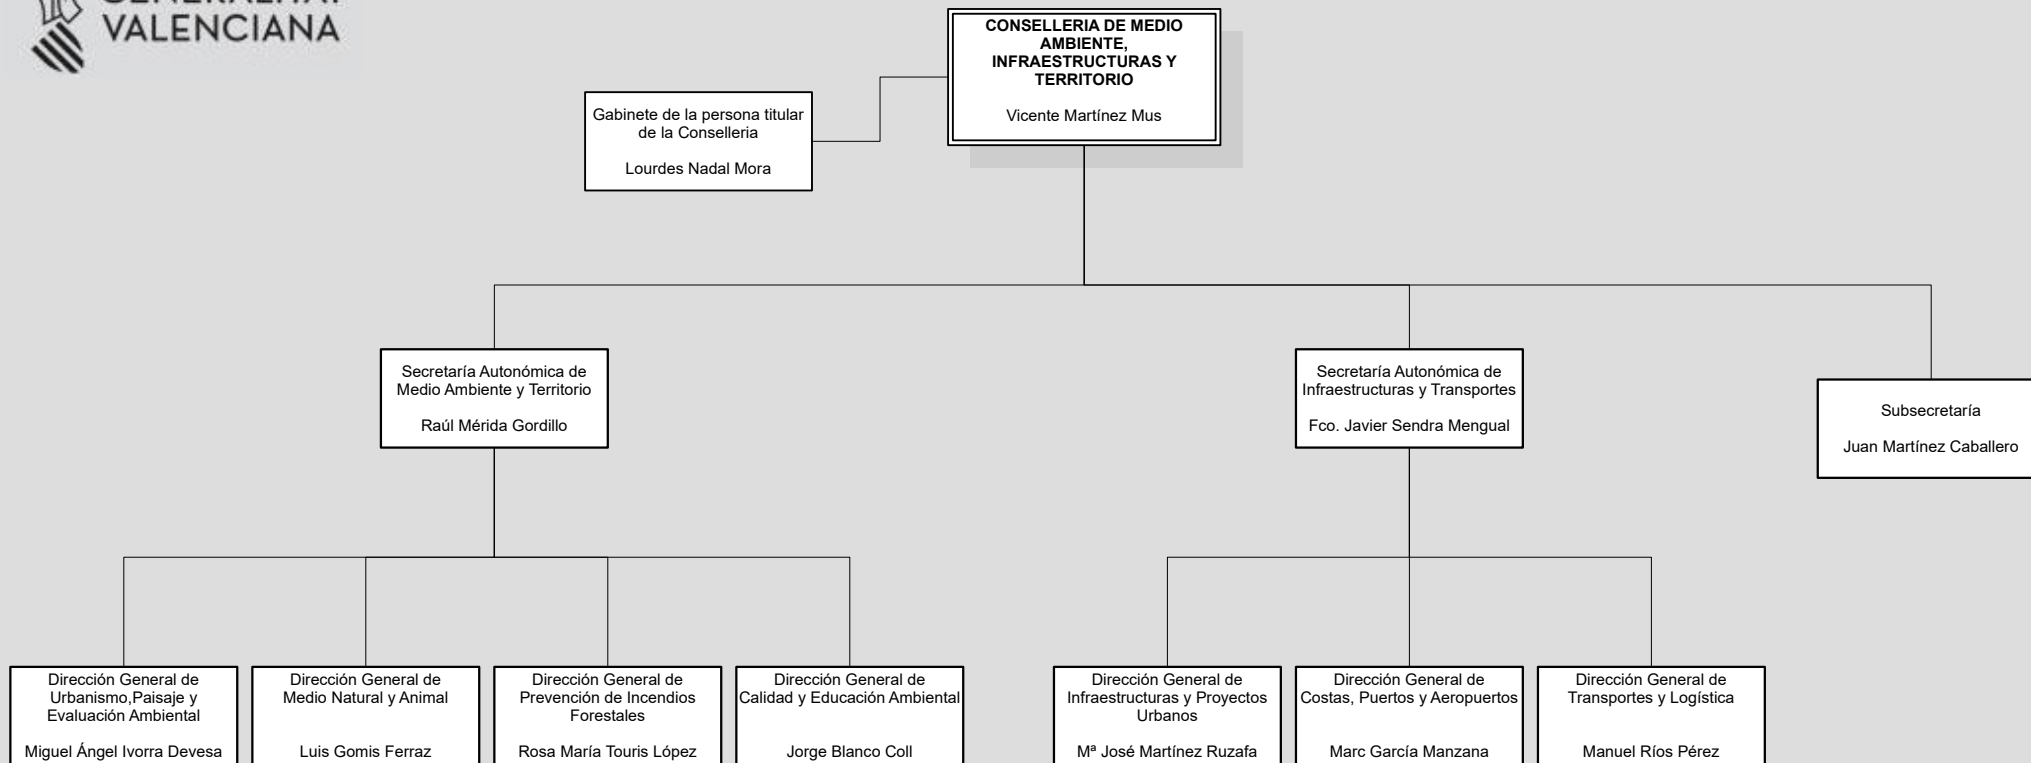 VALENCIANA
CONSELLERIA DE MEDIO
AMBIENTE,
INFRAESTRUCTURAS Y
TERRITORIO
Vicente Martínez Mus
Gabinete de la persona titular
de la Conselleria
Lourdes Nadal Mora
Secretaría Autonómica de
Medio Ambiente y Territorio
Raúl Mérida Gordillo
Secretaría Autonómica de
Infraestructuras y Transportes
Fco. Javier Sendra Mengual
Subsecretaría
Juan Martínez Caballero
Dirección General de
Urbanismo,Paisaje y
Evaluación Ambiental
Miguel Ángel Ivorra Devesa
Dirección General de
Medio Natural y Animal
Luis Gomis Ferraz
Dirección General de
Prevención de Incendios
Forestales
Rosa María Touris López
Dirección General de
Calidad y Educación Ambiental
Jorge Blanco Coll
Dirección General de
Infraestructuras y Proyectos
Urbanos
Mª José Martínez Ruzafa
Dirección General de
Costas, Puertos y Aeropuertos
Marc García Manzana
Dirección General de
Transportes y Logística
Manuel Ríos Pérez